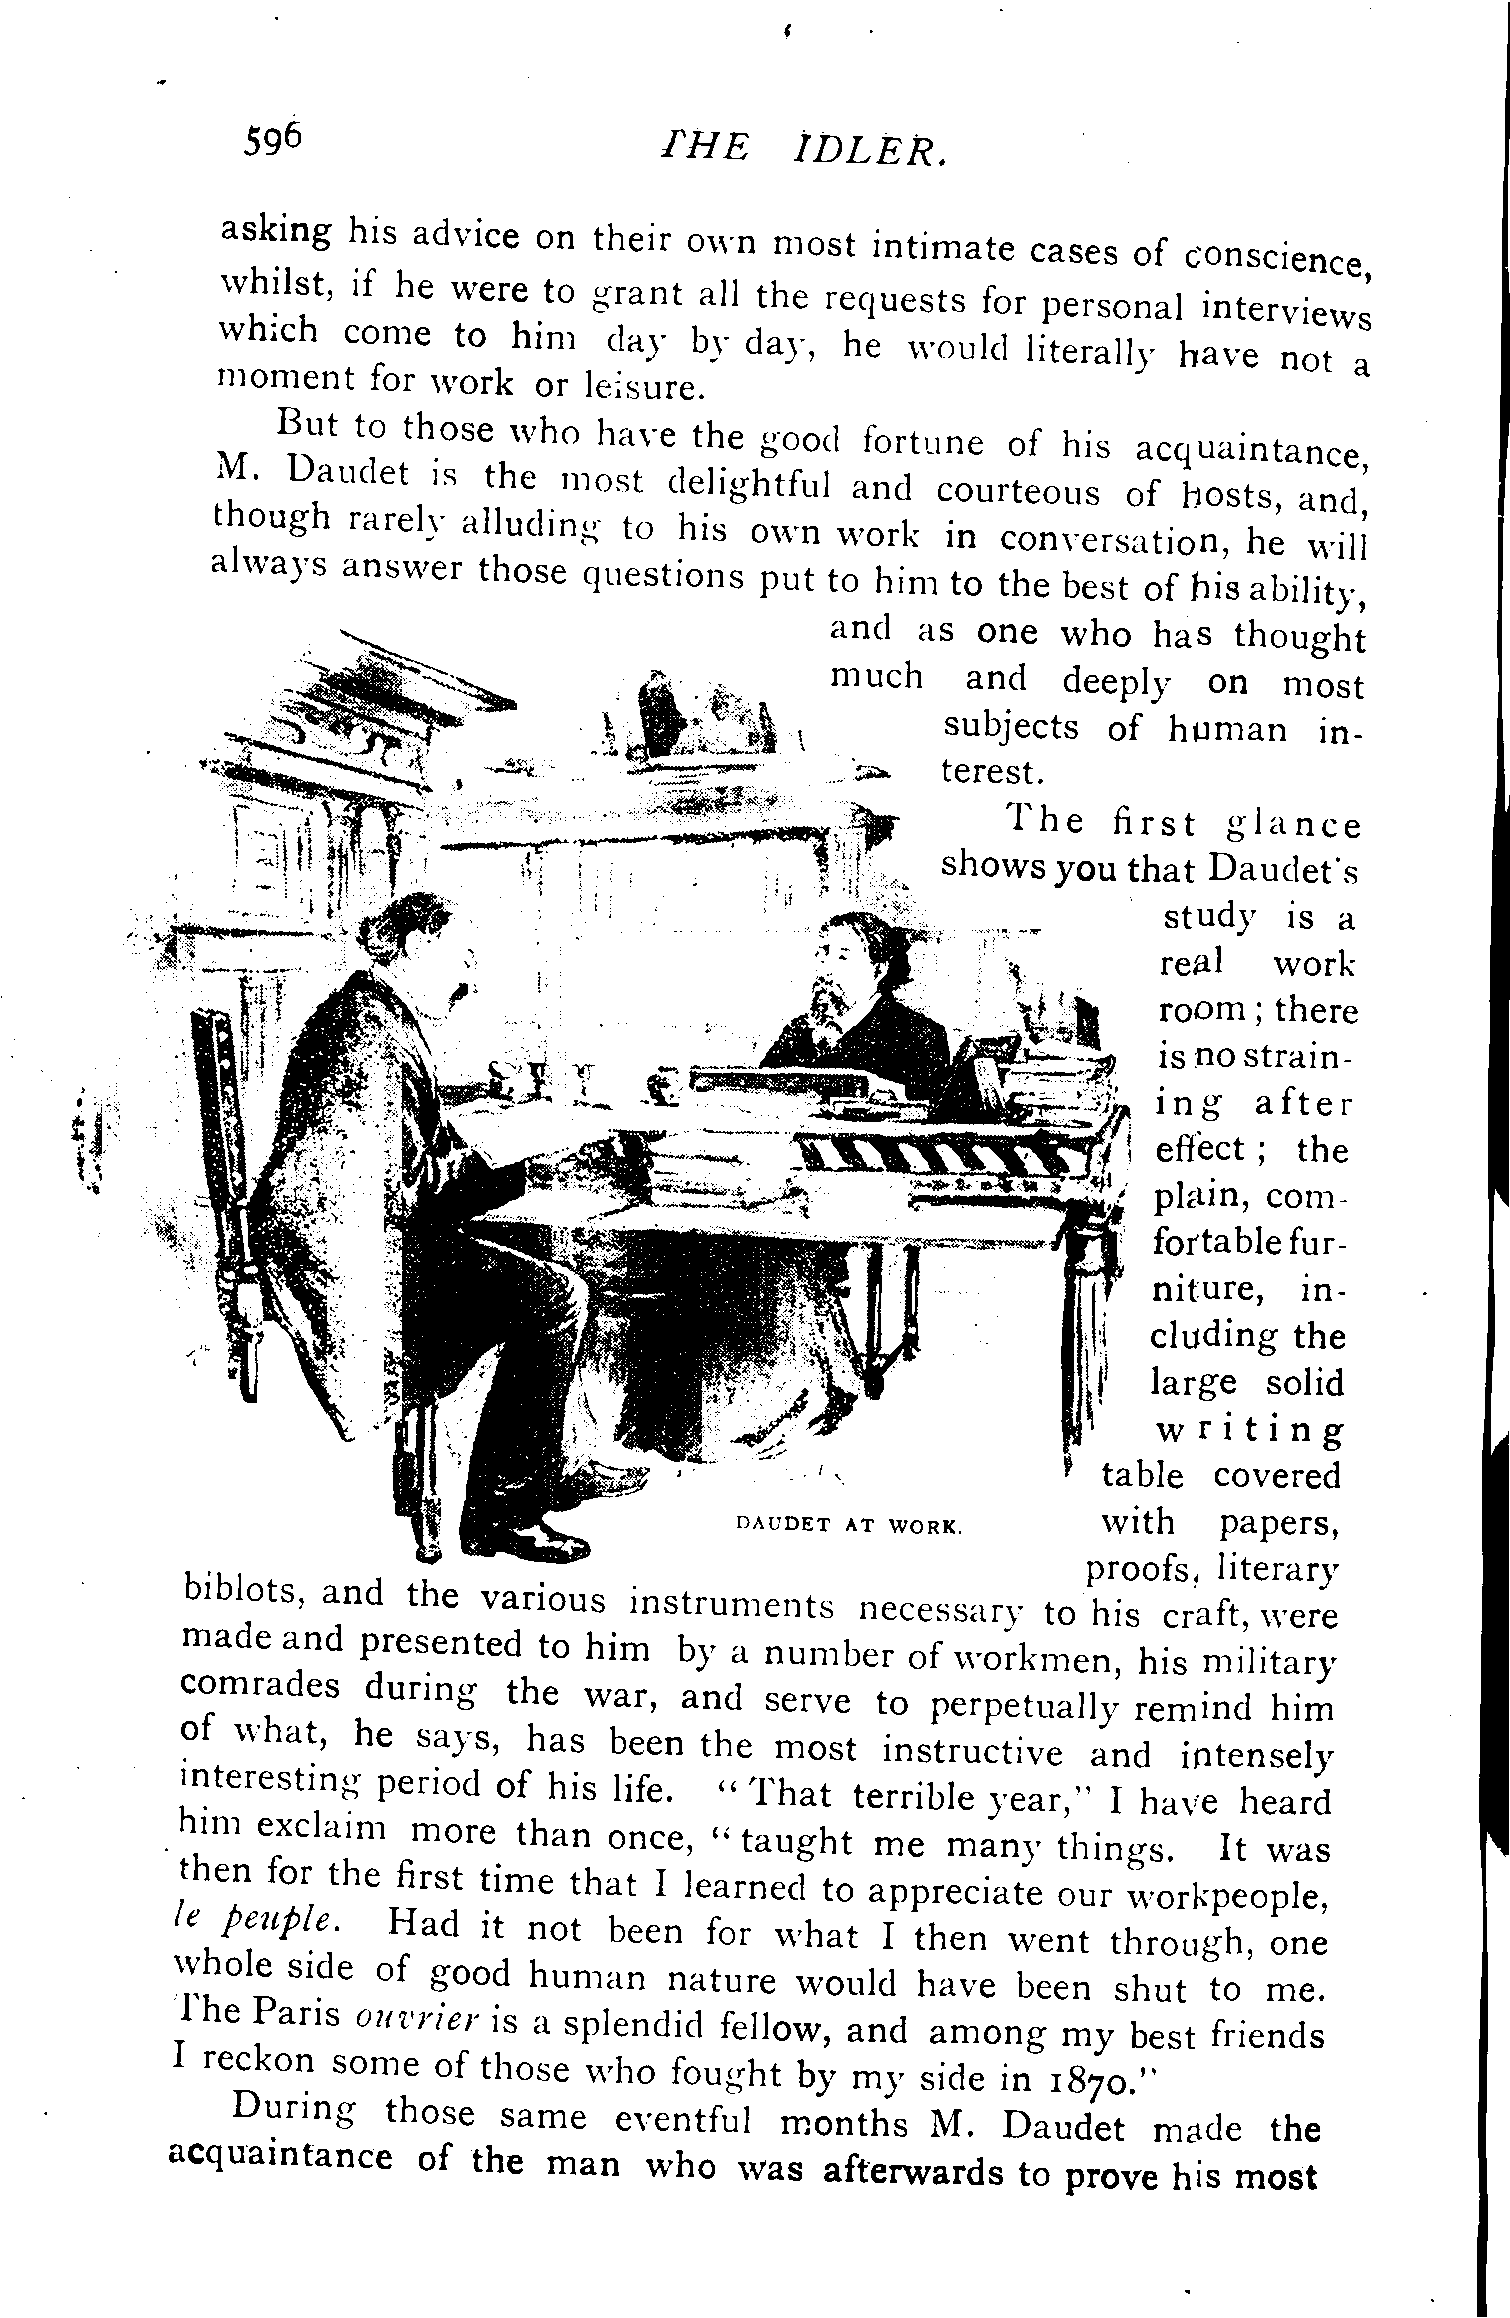 596
THE IDLER.
asking his advice on their own most intimate cases of conscience,
whilst, if he were to grant all the requests for personal interviews
which come to him day by day, he would literally have not a
moment for work or leisure.
But to those who have the good fortune of his acquaintance,
M. Daudet is the most delightful and courteous of hosts, and,
though rarely alluding to his own work in conversation, he will
always answer those questions put to him to the best of his ability,
and as one who has thought
much and deeply on most
subjects of human in-
terest.
The first glance
shows you that Daudet's
study is a
real work
room; there
is no strain-
ing after
effect; the
plain, com-
fortable fur-
niture, in-
cluding the
large solid
writing
table covered
with papers,
proofs, literary
DAUDET AT WORK.
biblots, and the various instruments necessary to his craft, were
made and presented to him by a number of workmen, his military
comrades during the war, and serve to perpetually remind him
of what, he says, has been the most instructive and intensely
interesting period of his life. "That terrible year," I have heard
him exclaim more than once, "taught me many things. It was
then for the first time that I learned to appreciate our workpeople,
le peuple. Had it not been for what I then went through, one
whole side of good human nature would have been shut to me.
The Paris ouvrier is a splendid fellow, and among my best friends
I reckon some of those who fought by my side in 1870."
During those same eventful months M. Daudet made the
acquaintance of the man who was afterwards to prove his most